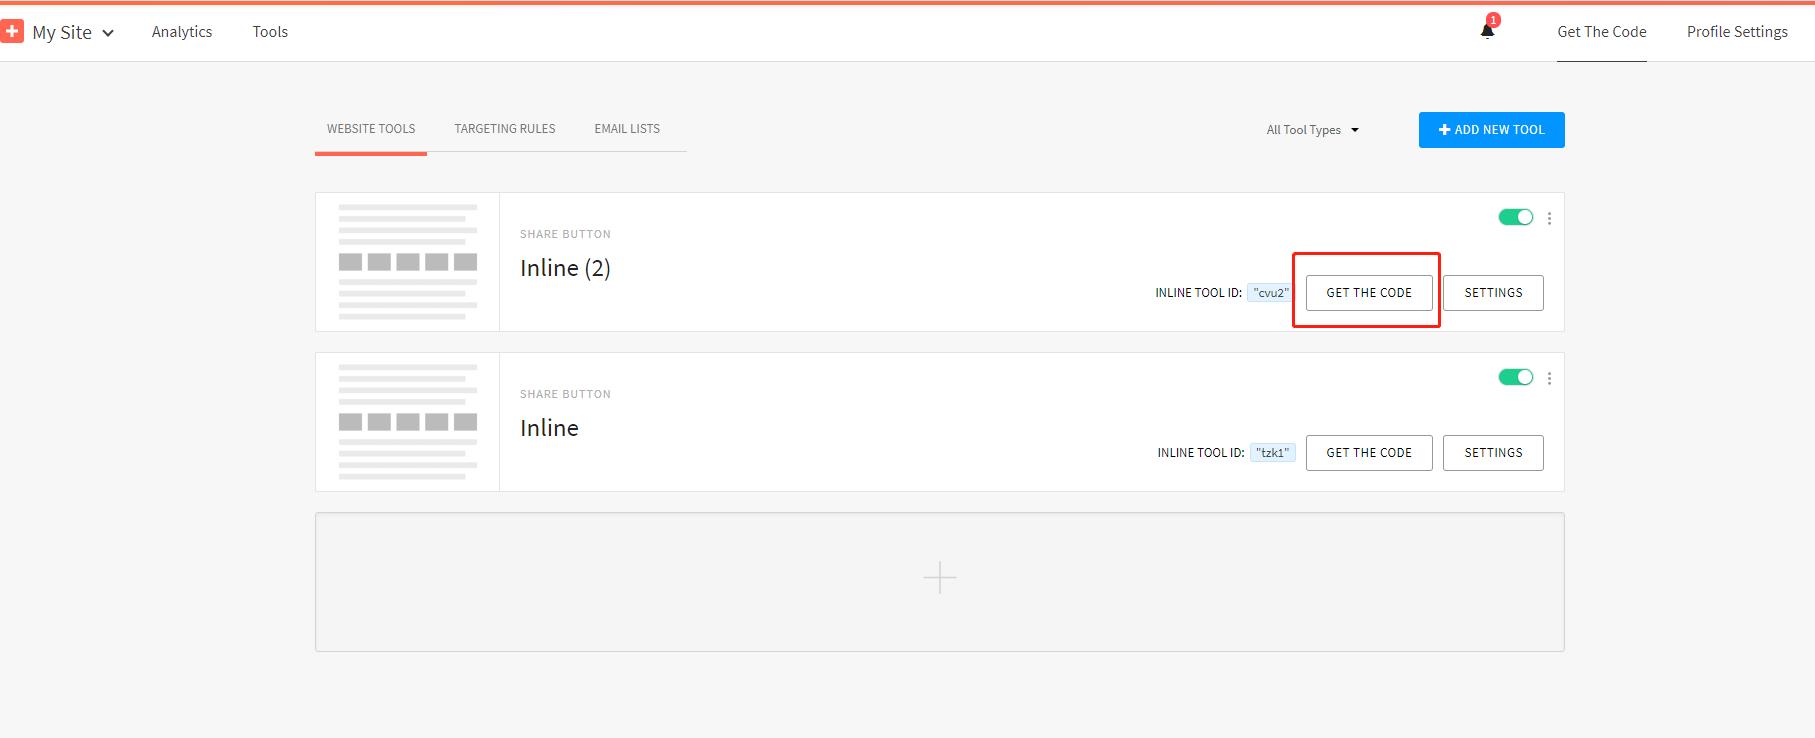 My Site
Analytics
Tools
1
Get The Code
Profile Settings
WEBSITE TOOLS
TARGETING RULES
EMAIL LISTS
All Tool Types
ADD NEW TOOL
SHARE BUTTON
Inline (2)
INLINE TOOL ID: "cvu2"
GET THE CODE
SETTINGS
SHARE BUTTON
Inline
INLINE TOOL ID: "tzk1"
GET THE CODE
SETTINGS